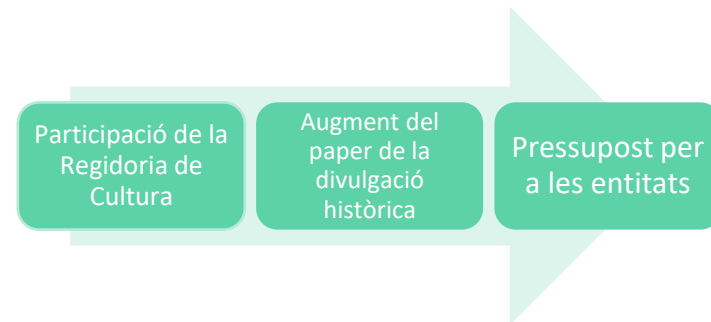 Participació de la
Regidoria de
Cultura
Augment del
paper de la
divulgació
històrica
Pressupost per
a les entitats